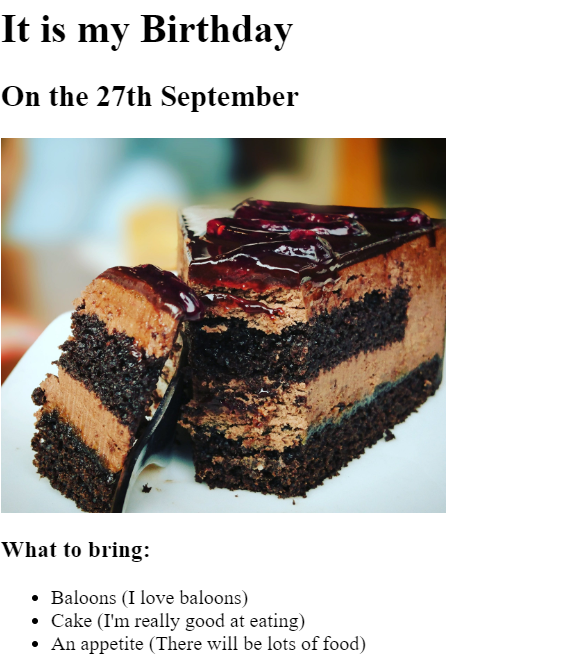 It is my Birthday
On the 27th September
What to bring:
Baloons (I love baloons)
Cake (I'm really good at eating)
An appetite (There will be lots of food)